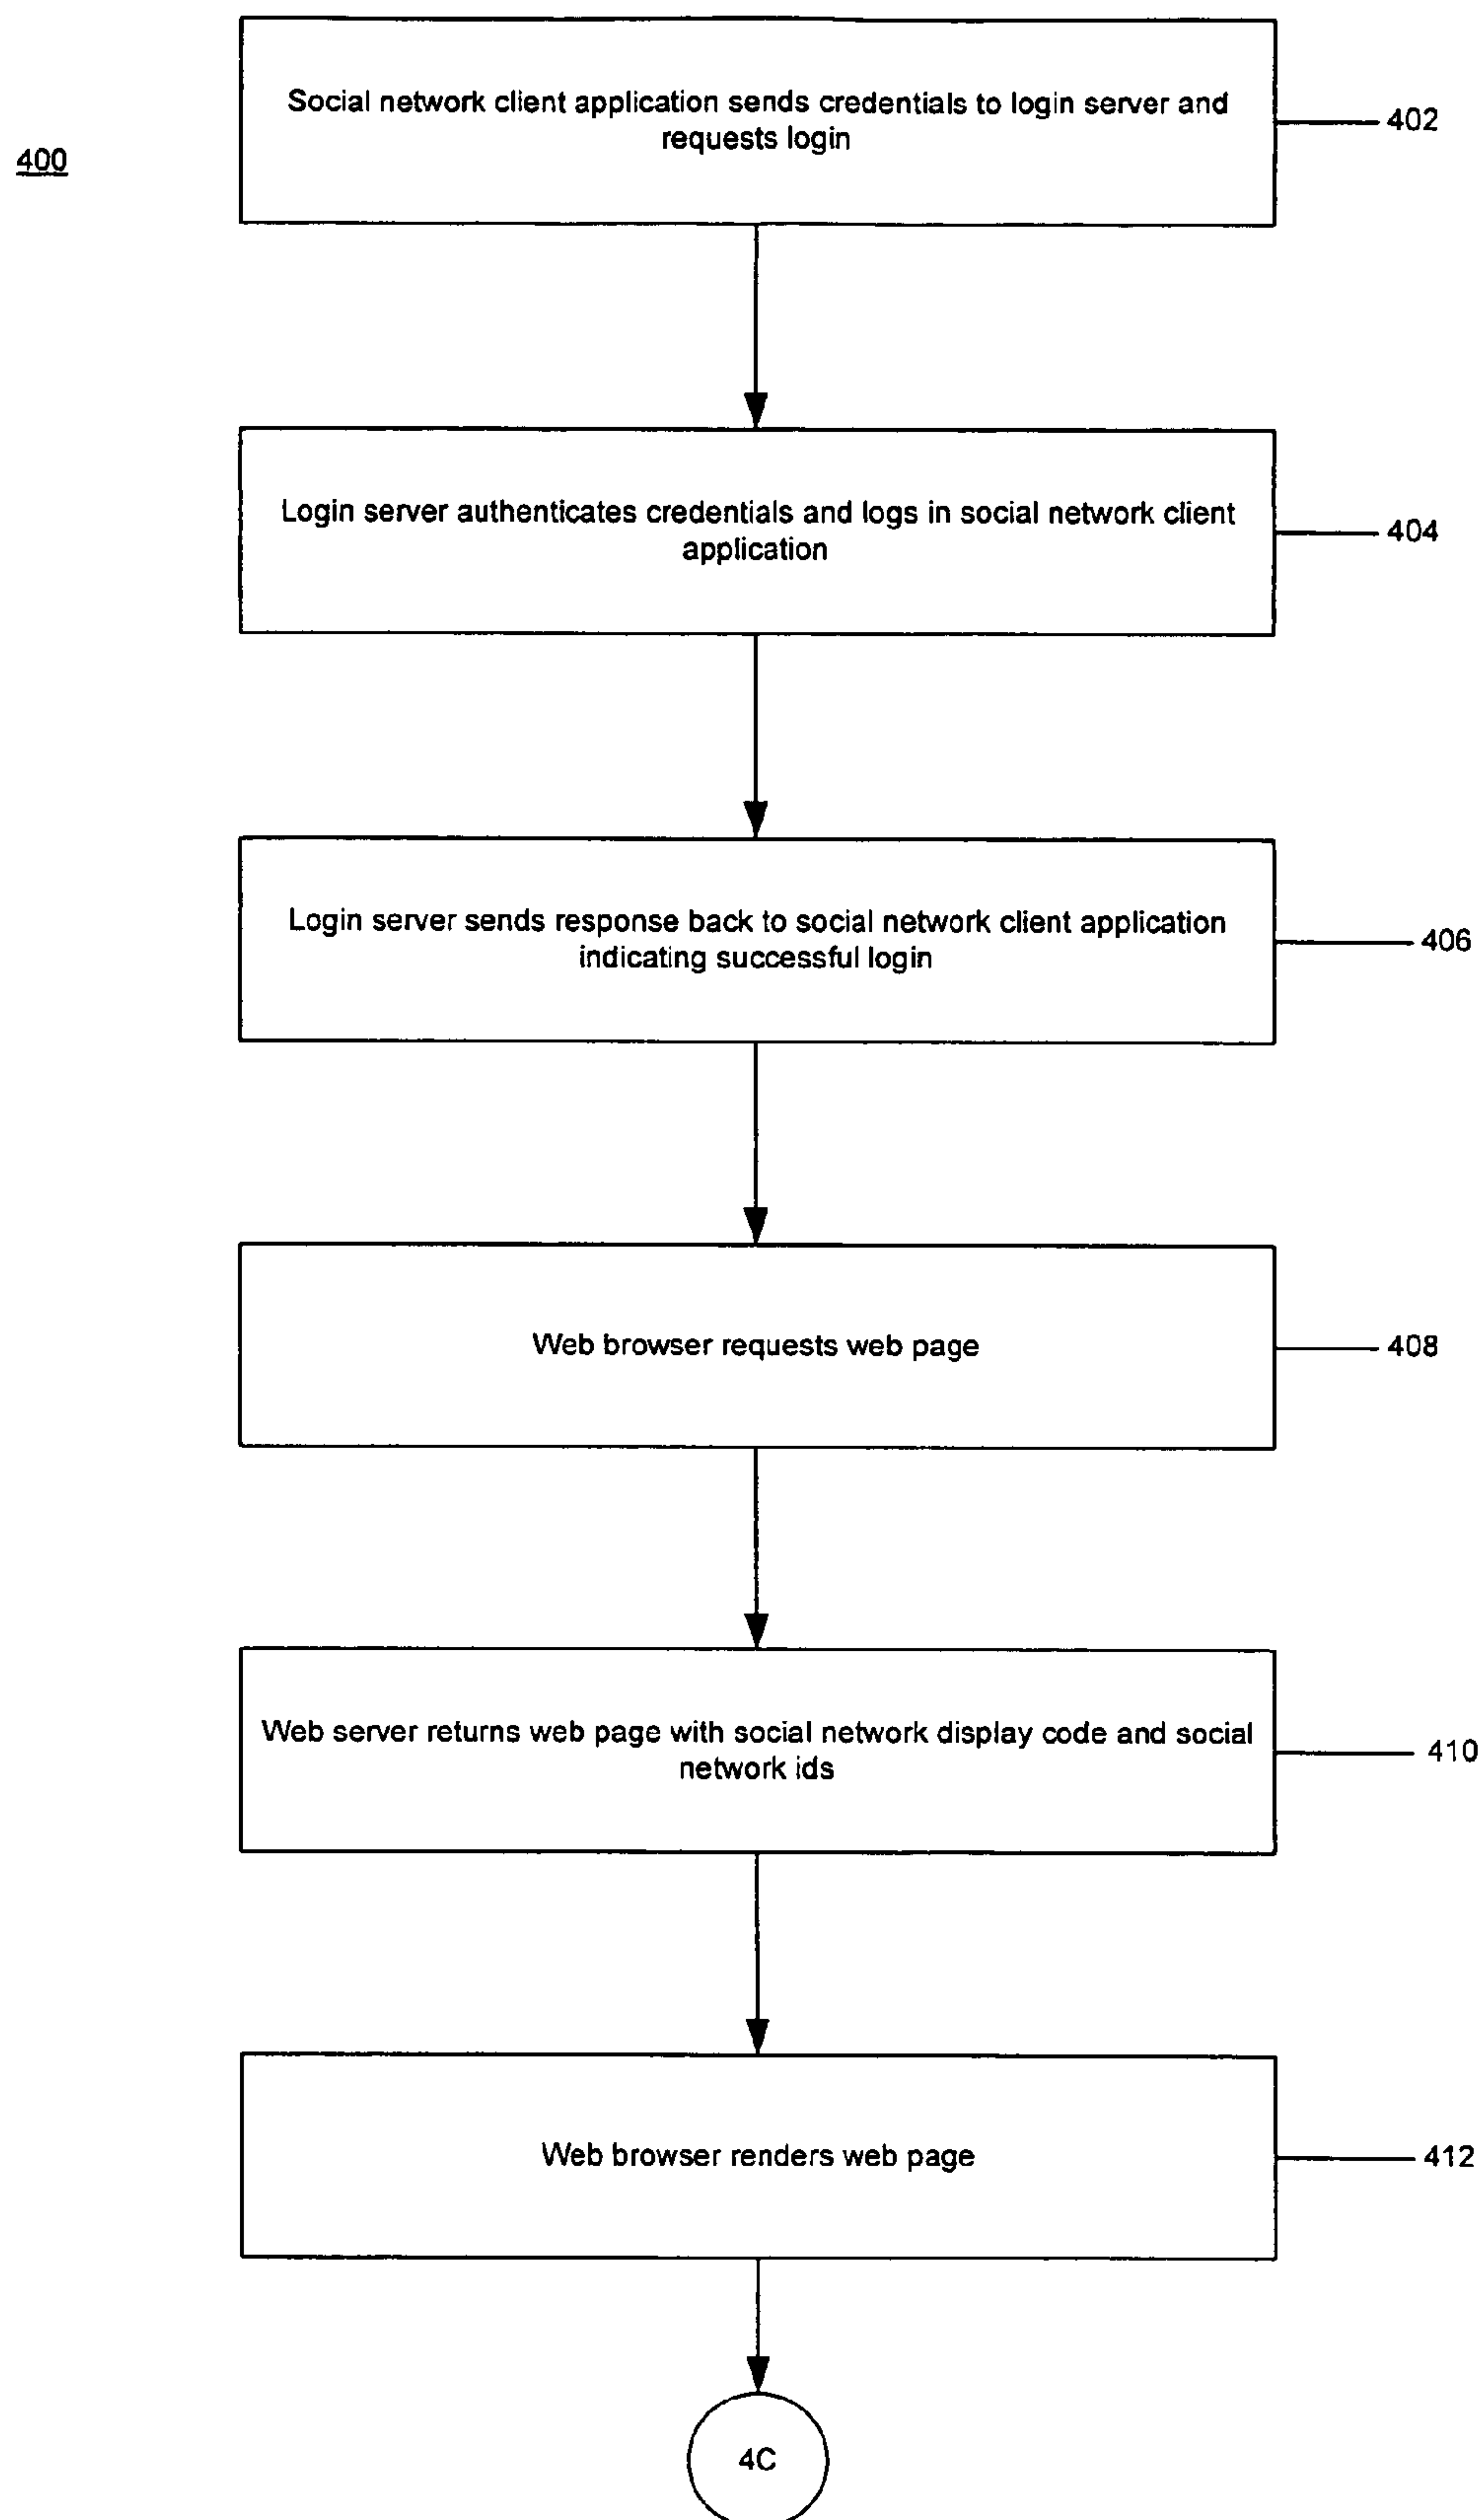 400
Social network client application sends credentials to login server and
requests login
402
Login server authenticates credentials and logs in social network client
application
404
Login server sends response back to social network client application
indicating successful login
406
Web browser requests web page
408
Web server returns web page with social network display code and social
network ids
410
Web browser renders web page
412
4C